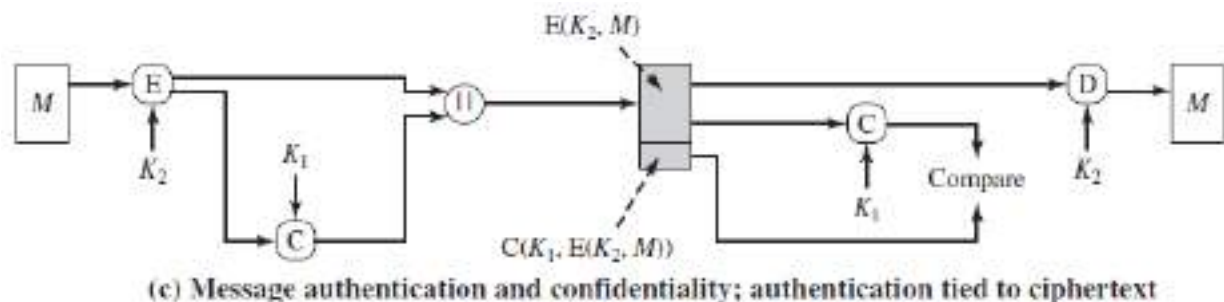 E(K₂, M)
M
E
||
C
D
M
K₂
K₁
Compare
K₂
K₁
C
C(K₁, E(K₂, M))
(c) Message authentication and confidentiality; authentication tied to ciphertext